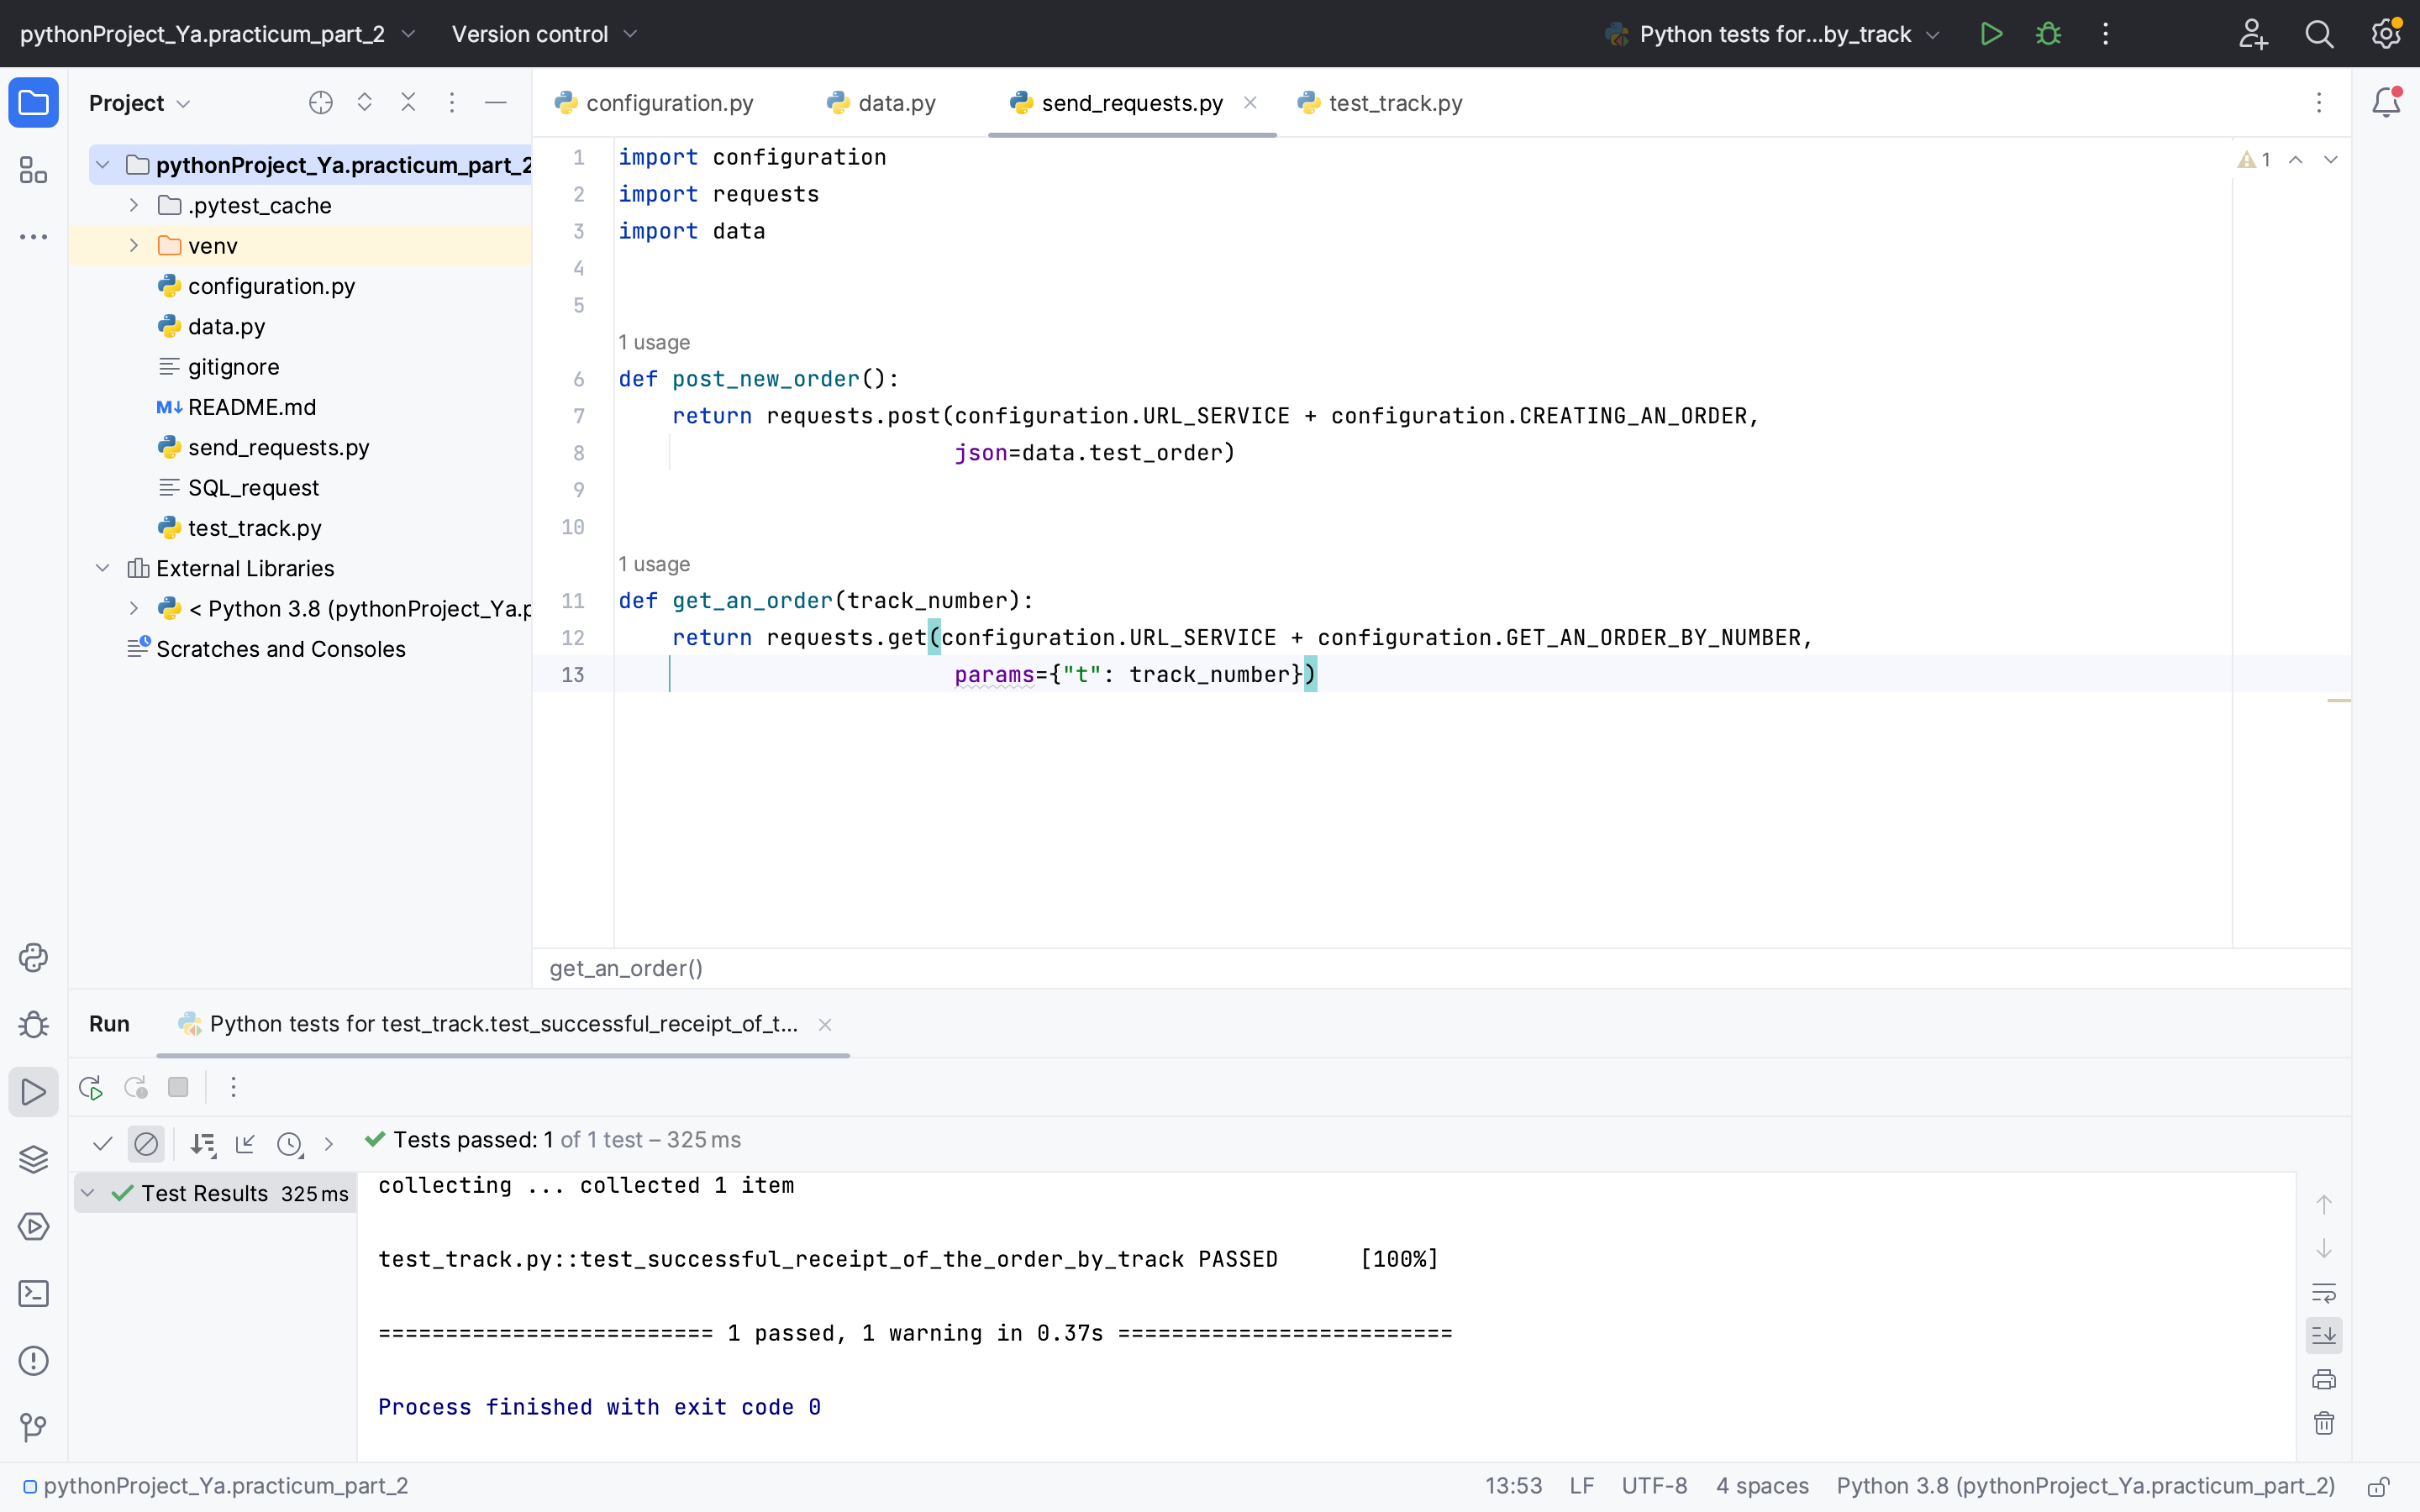 pythonProject_Ya.practicum_part_2 Version control Python tests for...by_track
Project
pythonProject_Ya.practicum_part_2
.pytest_cache
venv
configuration.py
data.py
gitignore
M↓ README.md
send_requests.py
SQL_request
test_track.py
External Libraries
< Python 3.8 (pythonProject_Ya.p
Scratches and Consoles
configuration.py data.py send_requests.py test_track.py
1
1 import configuration
2 import requests
3 import data
4
5
1 usage
6 def post_new_order():
7     return requests.post(configuration.URL_SERVICE + configuration.CREATING_AN_ORDER,
8                          json=data.test_order)
9
10
1 usage
11 def get_an_order(track_number):
12     return requests.get(configuration.URL_SERVICE + configuration.GET_AN_ORDER_BY_NUMBER,
13                         params={"t": track_number})
get_an_order()
Run Python tests for test_track.test_successful_receipt_of_t...
Tests passed: 1 of 1 test – 325 ms
Test Results 325 ms
collecting ... collected 1 item
test_track.py::test_successful_receipt_of_the_order_by_track PASSED      [100%]
========================= 1 passed, 1 warning in 0.37s =========================
Process finished with exit code 0
pythonProject_Ya.practicum_part_2 13:53 LF UTF-8 4 spaces Python 3.8 (pythonProject_Ya.practicum_part_2)